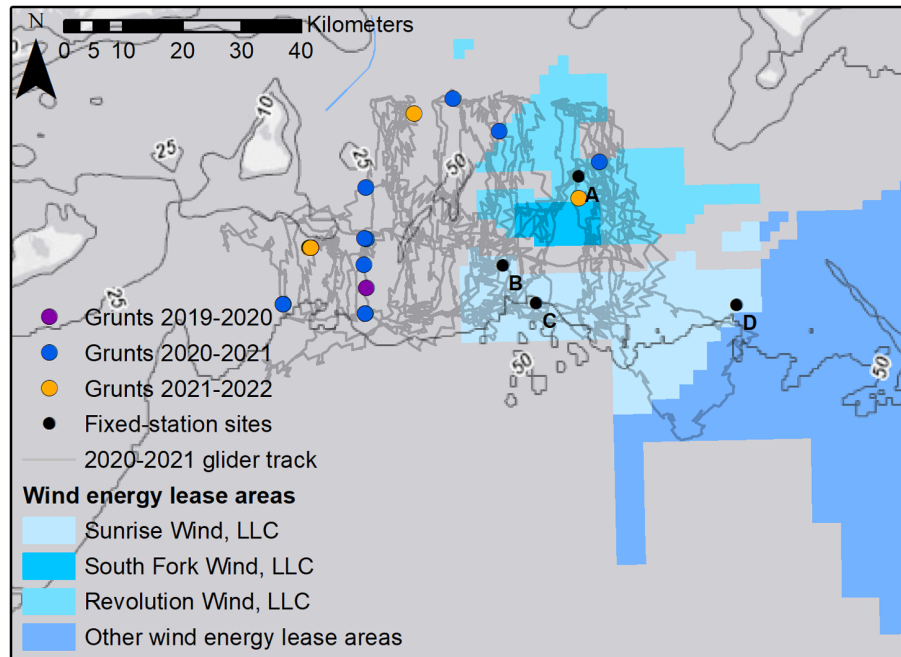 N
Kilometers
0 5 10 20 30 40
50
10
25
25
50
A
B
C
D
25
50
50
Grunts 2019-2020
Grunts 2020-2021
Grunts 2021-2022
Fixed-station sites
2020-2021 glider track
Wind energy lease areas
Sunrise Wind, LLC
South Fork Wind, LLC
Revolution Wind, LLC
Other wind energy lease areas